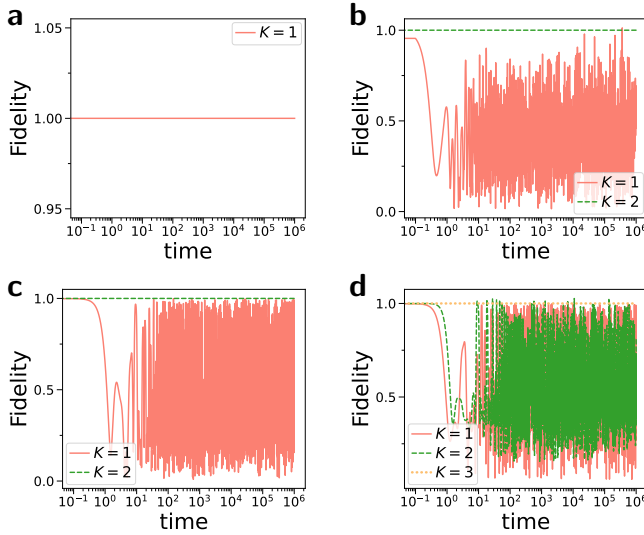 a
1.05
1.00
0.95
Fidelity
K = 1
10⁻¹ 10⁰ 10¹ 10² 10³ 10⁴ 10⁵ 10⁶
time
b
1.0
0.5
0.0
Fidelity
K = 1
K = 2
10⁻¹ 10⁰ 10¹ 10² 10³ 10⁴ 10⁵ 10⁶
time
c
1.0
0.5
0.0
Fidelity
K = 1
K = 2
10⁻¹ 10⁰ 10¹ 10² 10³ 10⁴ 10⁵ 10⁶
time
d
1.0
0.5
Fidelity
K = 1
K = 2
K = 3
10⁻¹ 10⁰ 10¹ 10² 10³ 10⁴ 10⁵ 10⁶
time